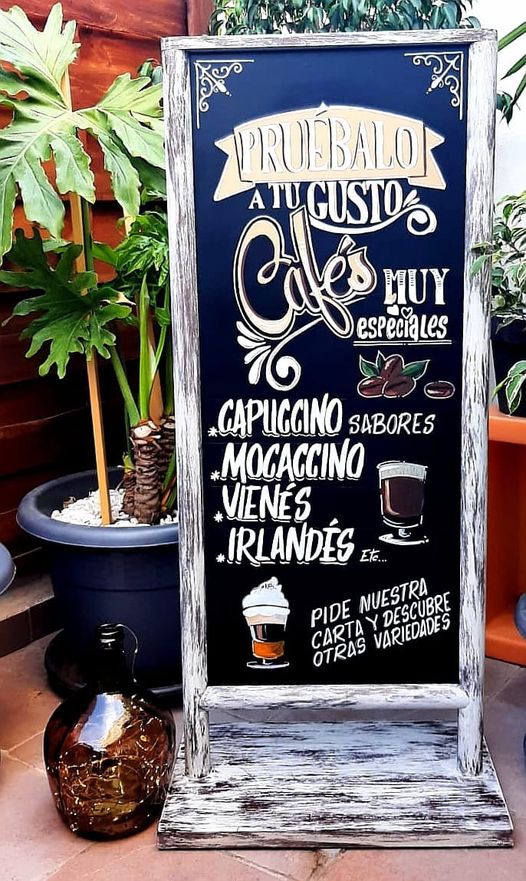 PRUÉBALO
A TU GUSTO
Cafés MUY
especiales
*CAPUCCINO SABORES
*MOCACCINO
*VIENÉS
*IRLANDÉS Etc...
PIDE NUESTRA
CARTA Y DESCUBRE
OTRAS VARIEDADES